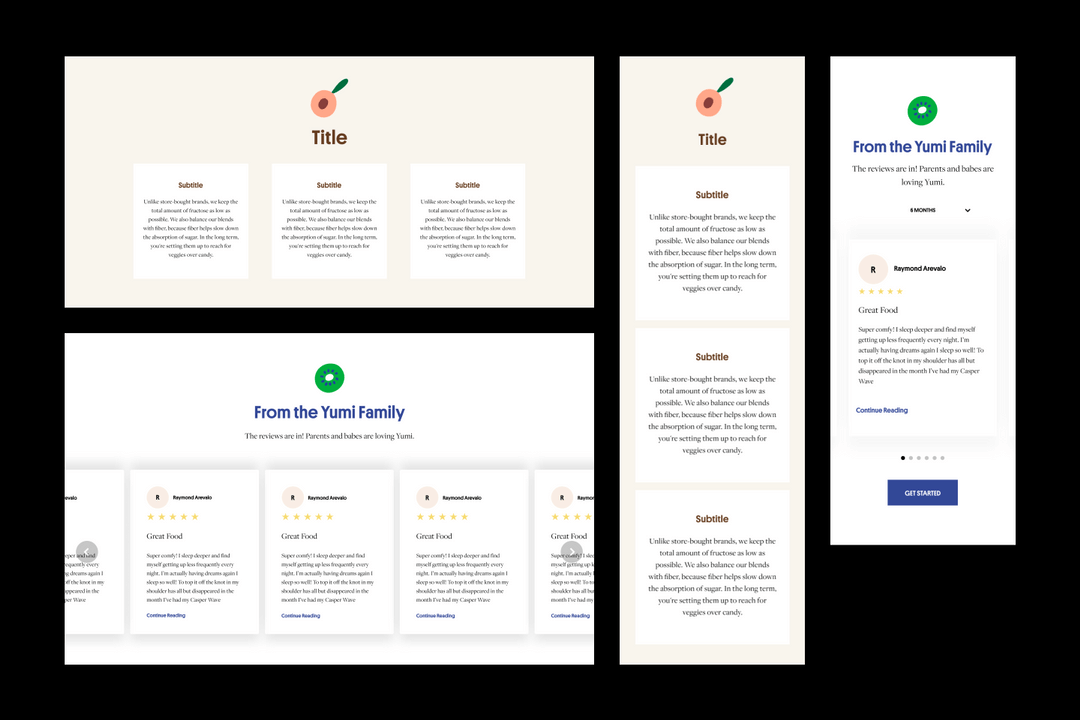 Title
Subtitle
Unlike store-bought brands, we keep the
total amount of fructose as low as
possible. We also balance our blends
with fiber, because fiber helps slow down
the absorption of sugar. In the long term,
you're setting them up to reach for
veggies over candy.
Subtitle
Unlike store-bought brands, we keep the
total amount of fructose as low as
possible. We also balance our blends
with fiber, because fiber helps slow down
the absorption of sugar. In the long term,
you're setting them up to reach for
veggies over candy.
Subtitle
Unlike store-bought brands, we keep the
total amount of fructose as low as
possible. We also balance our blends
with fiber, because fiber helps slow down
the absorption of sugar. In the long term,
you're setting them up to reach for
veggies over candy.
From the Yumi Family
The reviews are in! Parents and babes are loving Yumi.
evalo
o sleep deeper and find
equently every
ing dreams again I
ff the knot in my
ppeared in the
per Wave
R
Raymond Arevalo
Great Food
Super comfy! I sleep deeper and find
myself getting up less frequently every
night. I'm actually having dreams again I
sleep so well! To top it off the knot in my
shoulder has all but disappeared in the
month I've had my Casper Wave
Continue Reading
R
Raymond Arevalo
Great Food
Super comfy! I sleep deeper and find
myself getting up less frequently every
night. I'm actually having dreams again I
sleep so well! To top it off the knot in my
shoulder has all but disappeared in the
month I've had my Casper Wave
Continue Reading
R
Raymond Arevalo
Great Food
Super comfy! I sleep deeper and find
myself getting up less frequently every
night. I'm actually having dreams again I
sleep so well! To top it off the knot in my
shoulder has all but disappeared in the
month I've had my Casper Wave
Continue Reading
R
Raymond A
Great Food
Super comfy! I
myself getting
night. I'm actual
sleep so well! To
shoulder has all
month I've had
Continue Reading
Title
Subtitle
Unlike store-bought brands, we keep the
total amount of fructose as low as
possible. We also balance our blends
with fiber, because fiber helps slow down
the absorption of sugar. In the long term,
you're setting them up to reach for
veggies over candy.
Subtitle
Unlike store-bought brands, we keep the
total amount of fructose as low as
possible. We also balance our blends
with fiber, because fiber helps slow down
the absorption of sugar. In the long term,
you're setting them up to reach for
veggies over candy.
Subtitle
Unlike store-bought brands, we keep the
total amount of fructose as low as
possible. We also balance our blends
with fiber, because fiber helps slow down
the absorption of sugar. In the long term,
you're setting them up to reach for
veggies over candy.
From the Yumi Family
The reviews are in! Parents and babes are
loving Yumi.
MONTHS
R
Raymond Arevalo
Great Food
Super comfy! I sleep deeper and find myself
getting up less frequently every night. I'm
actually having dreams again I sleep so well! To
top it off the knot in my shoulder has all but
disappeared in the month I've had my Casper
Wave
Continue Reading
GET STARTED